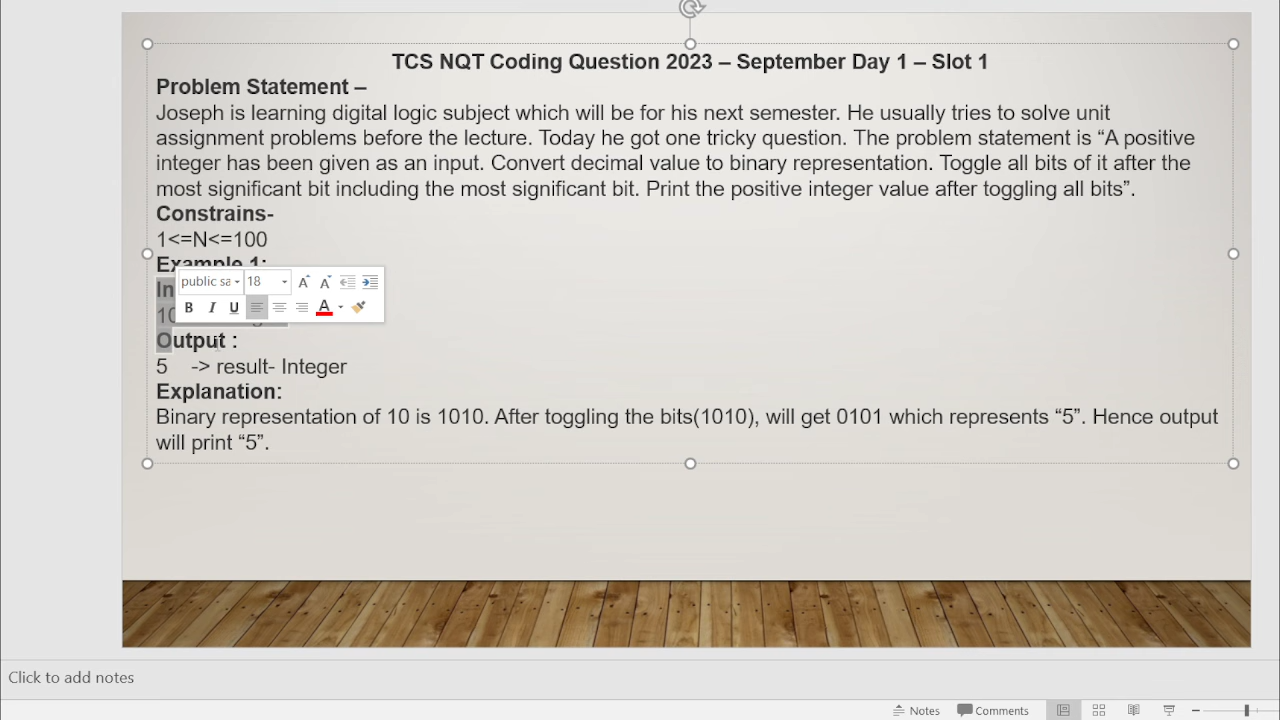 TCS NQT Coding Question 2023 – September Day 1 – Slot 1
Problem Statement –
Joseph is learning digital logic subject which will be for his next semester. He usually tries to solve unit
assignment problems before the lecture. Today he got one tricky question. The problem statement is “A positive
integer has been given as an input. Convert decimal value to binary representation. Toggle all bits of it after the
most significant bit including the most significant bit. Print the positive integer value after toggling all bits”.
Constrains-
1<=N<=100
Example 1:
public sa 18 A A
In
B I U A
10
Output :
5 -> result- Integer
Explanation:
Binary representation of 10 is 1010. After toggling the bits(1010), will get 0101 which represents “5”. Hence output
will print “5”.
Click to add notes
Notes Comments